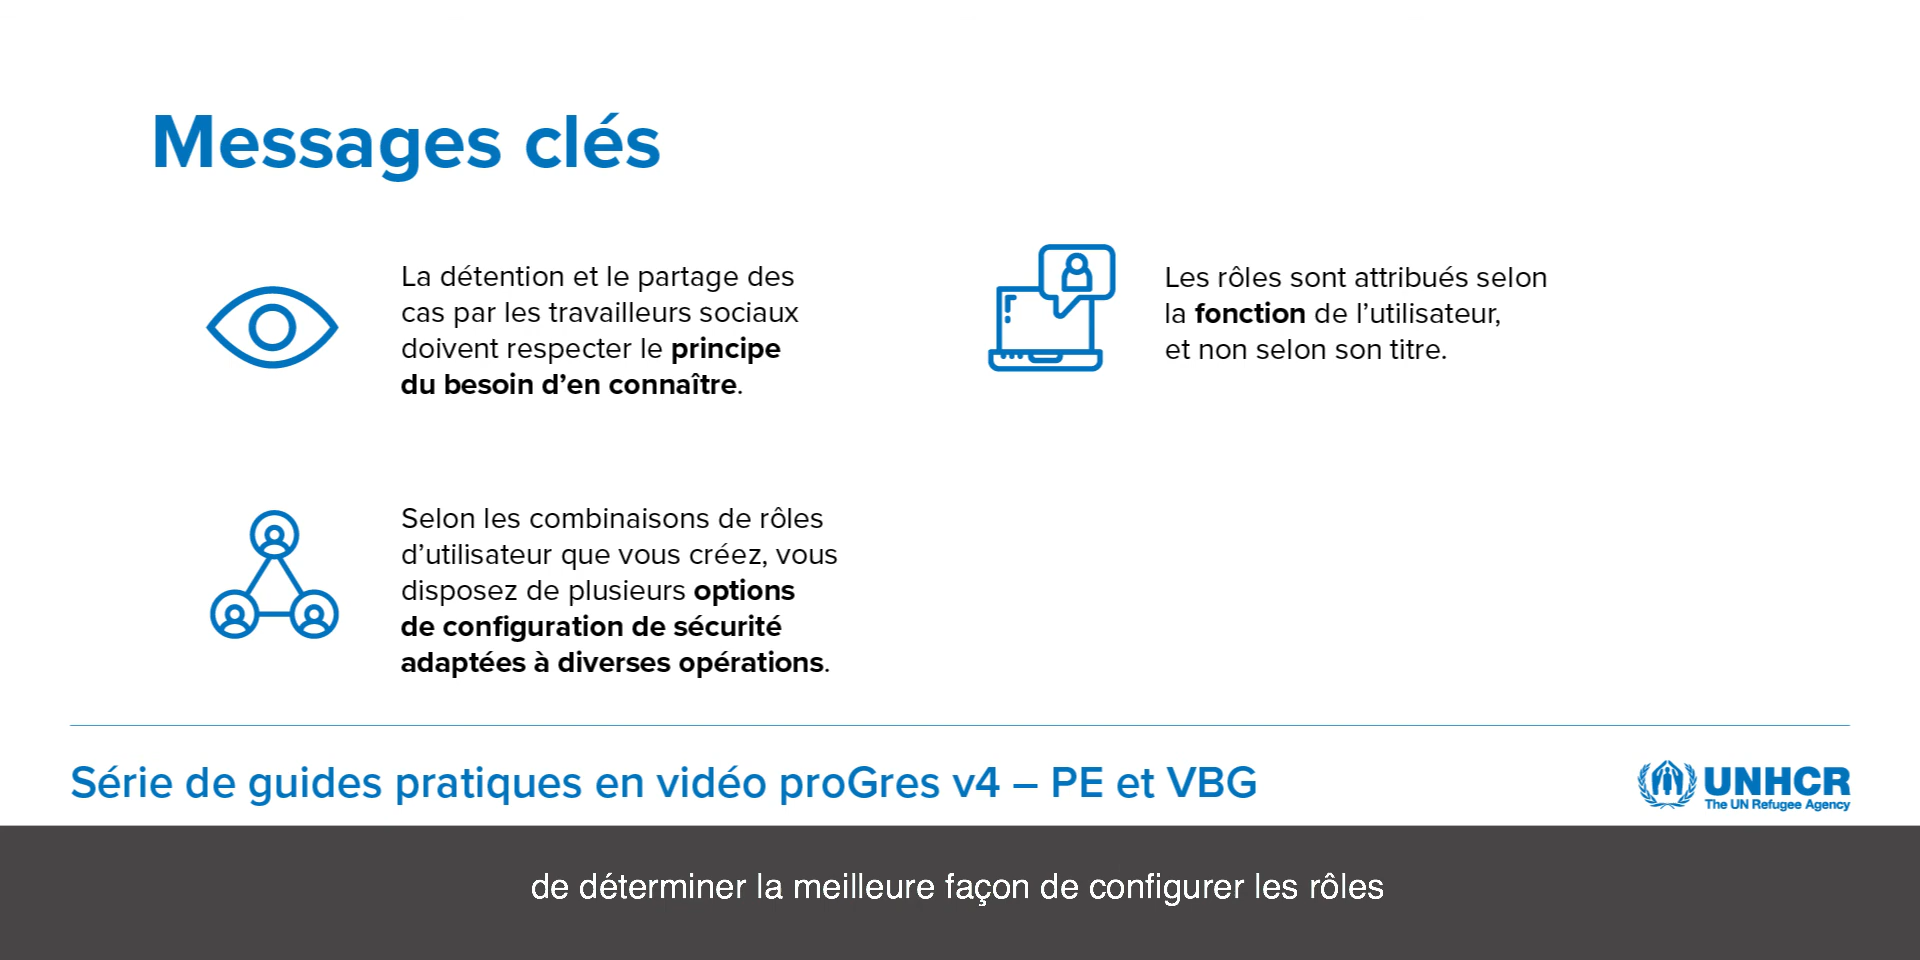 Messages clés
La détention et le partage des
cas par les travailleurs sociaux
doivent respecter le principe
du besoin d’en connaître.
Les rôles sont attribués selon
la fonction de l’utilisateur,
et non selon son titre.
Selon les combinaisons de rôles
d’utilisateur que vous créez, vous
disposez de plusieurs options
de configuration de sécurité
adaptées à diverses opérations.
Série de guides pratiques en vidéo proGres v4 – PE et VBG
UNHCR
The UN Refugee Agency
de déterminer la meilleure façon de configurer les rôles